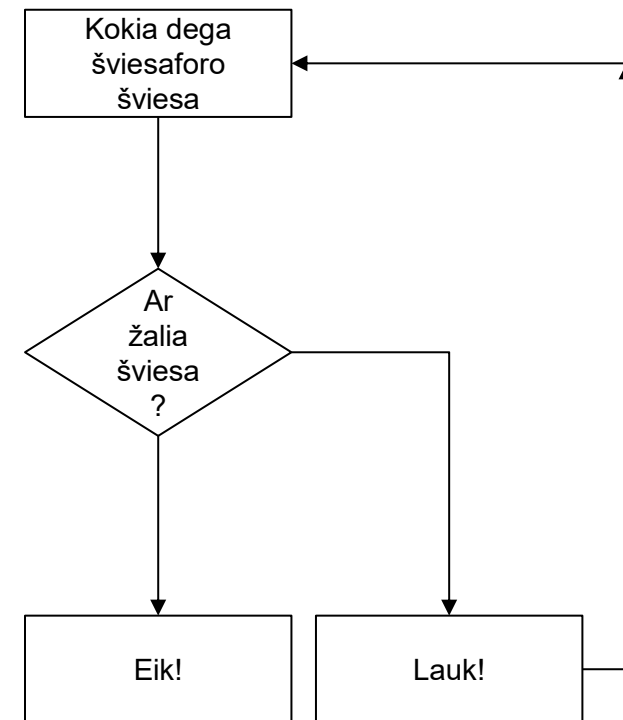 Kokia dega
šviesaforo
šviesa
Ar
žalia
šviesa
?
Eik!
Lauk!